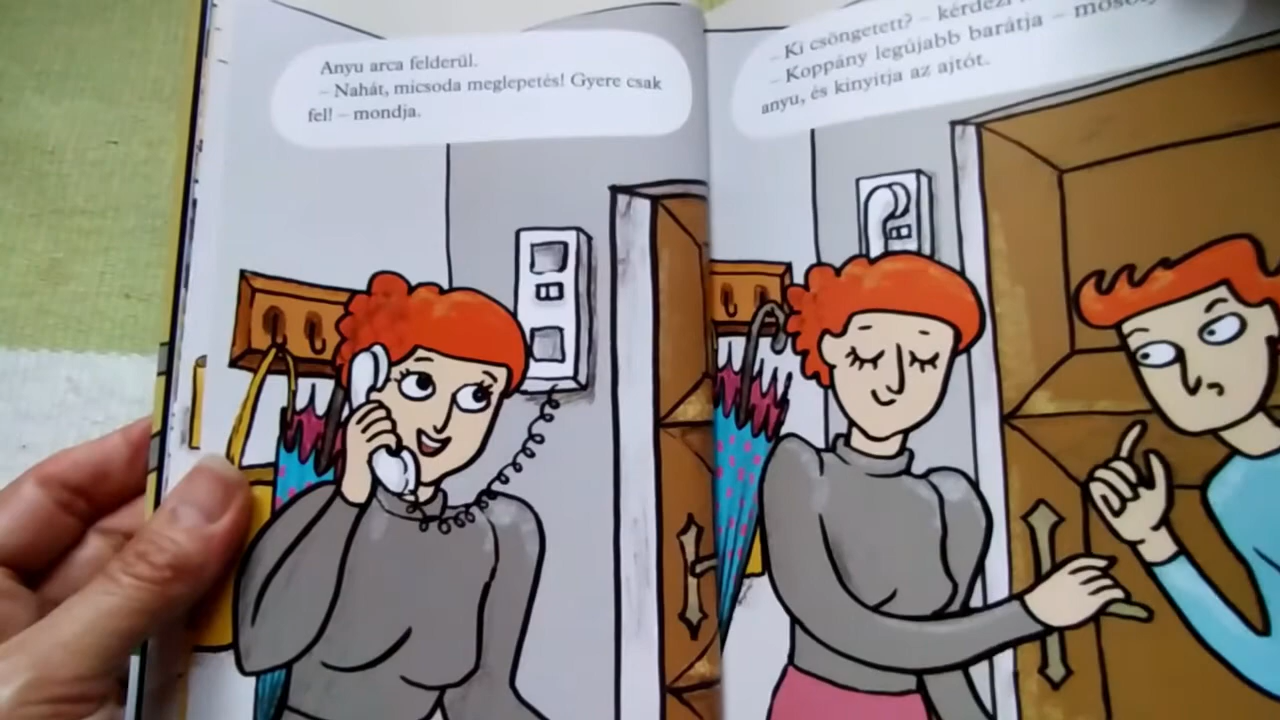 Anyu arca felderül.
– Nahát, micsoda meglepetés! Gyere csak
fel! – mondja.
– Ki csöngetett? – kérdezi
– Koppány legújabb barátja –
anyu, és kinyitja az ajtót.